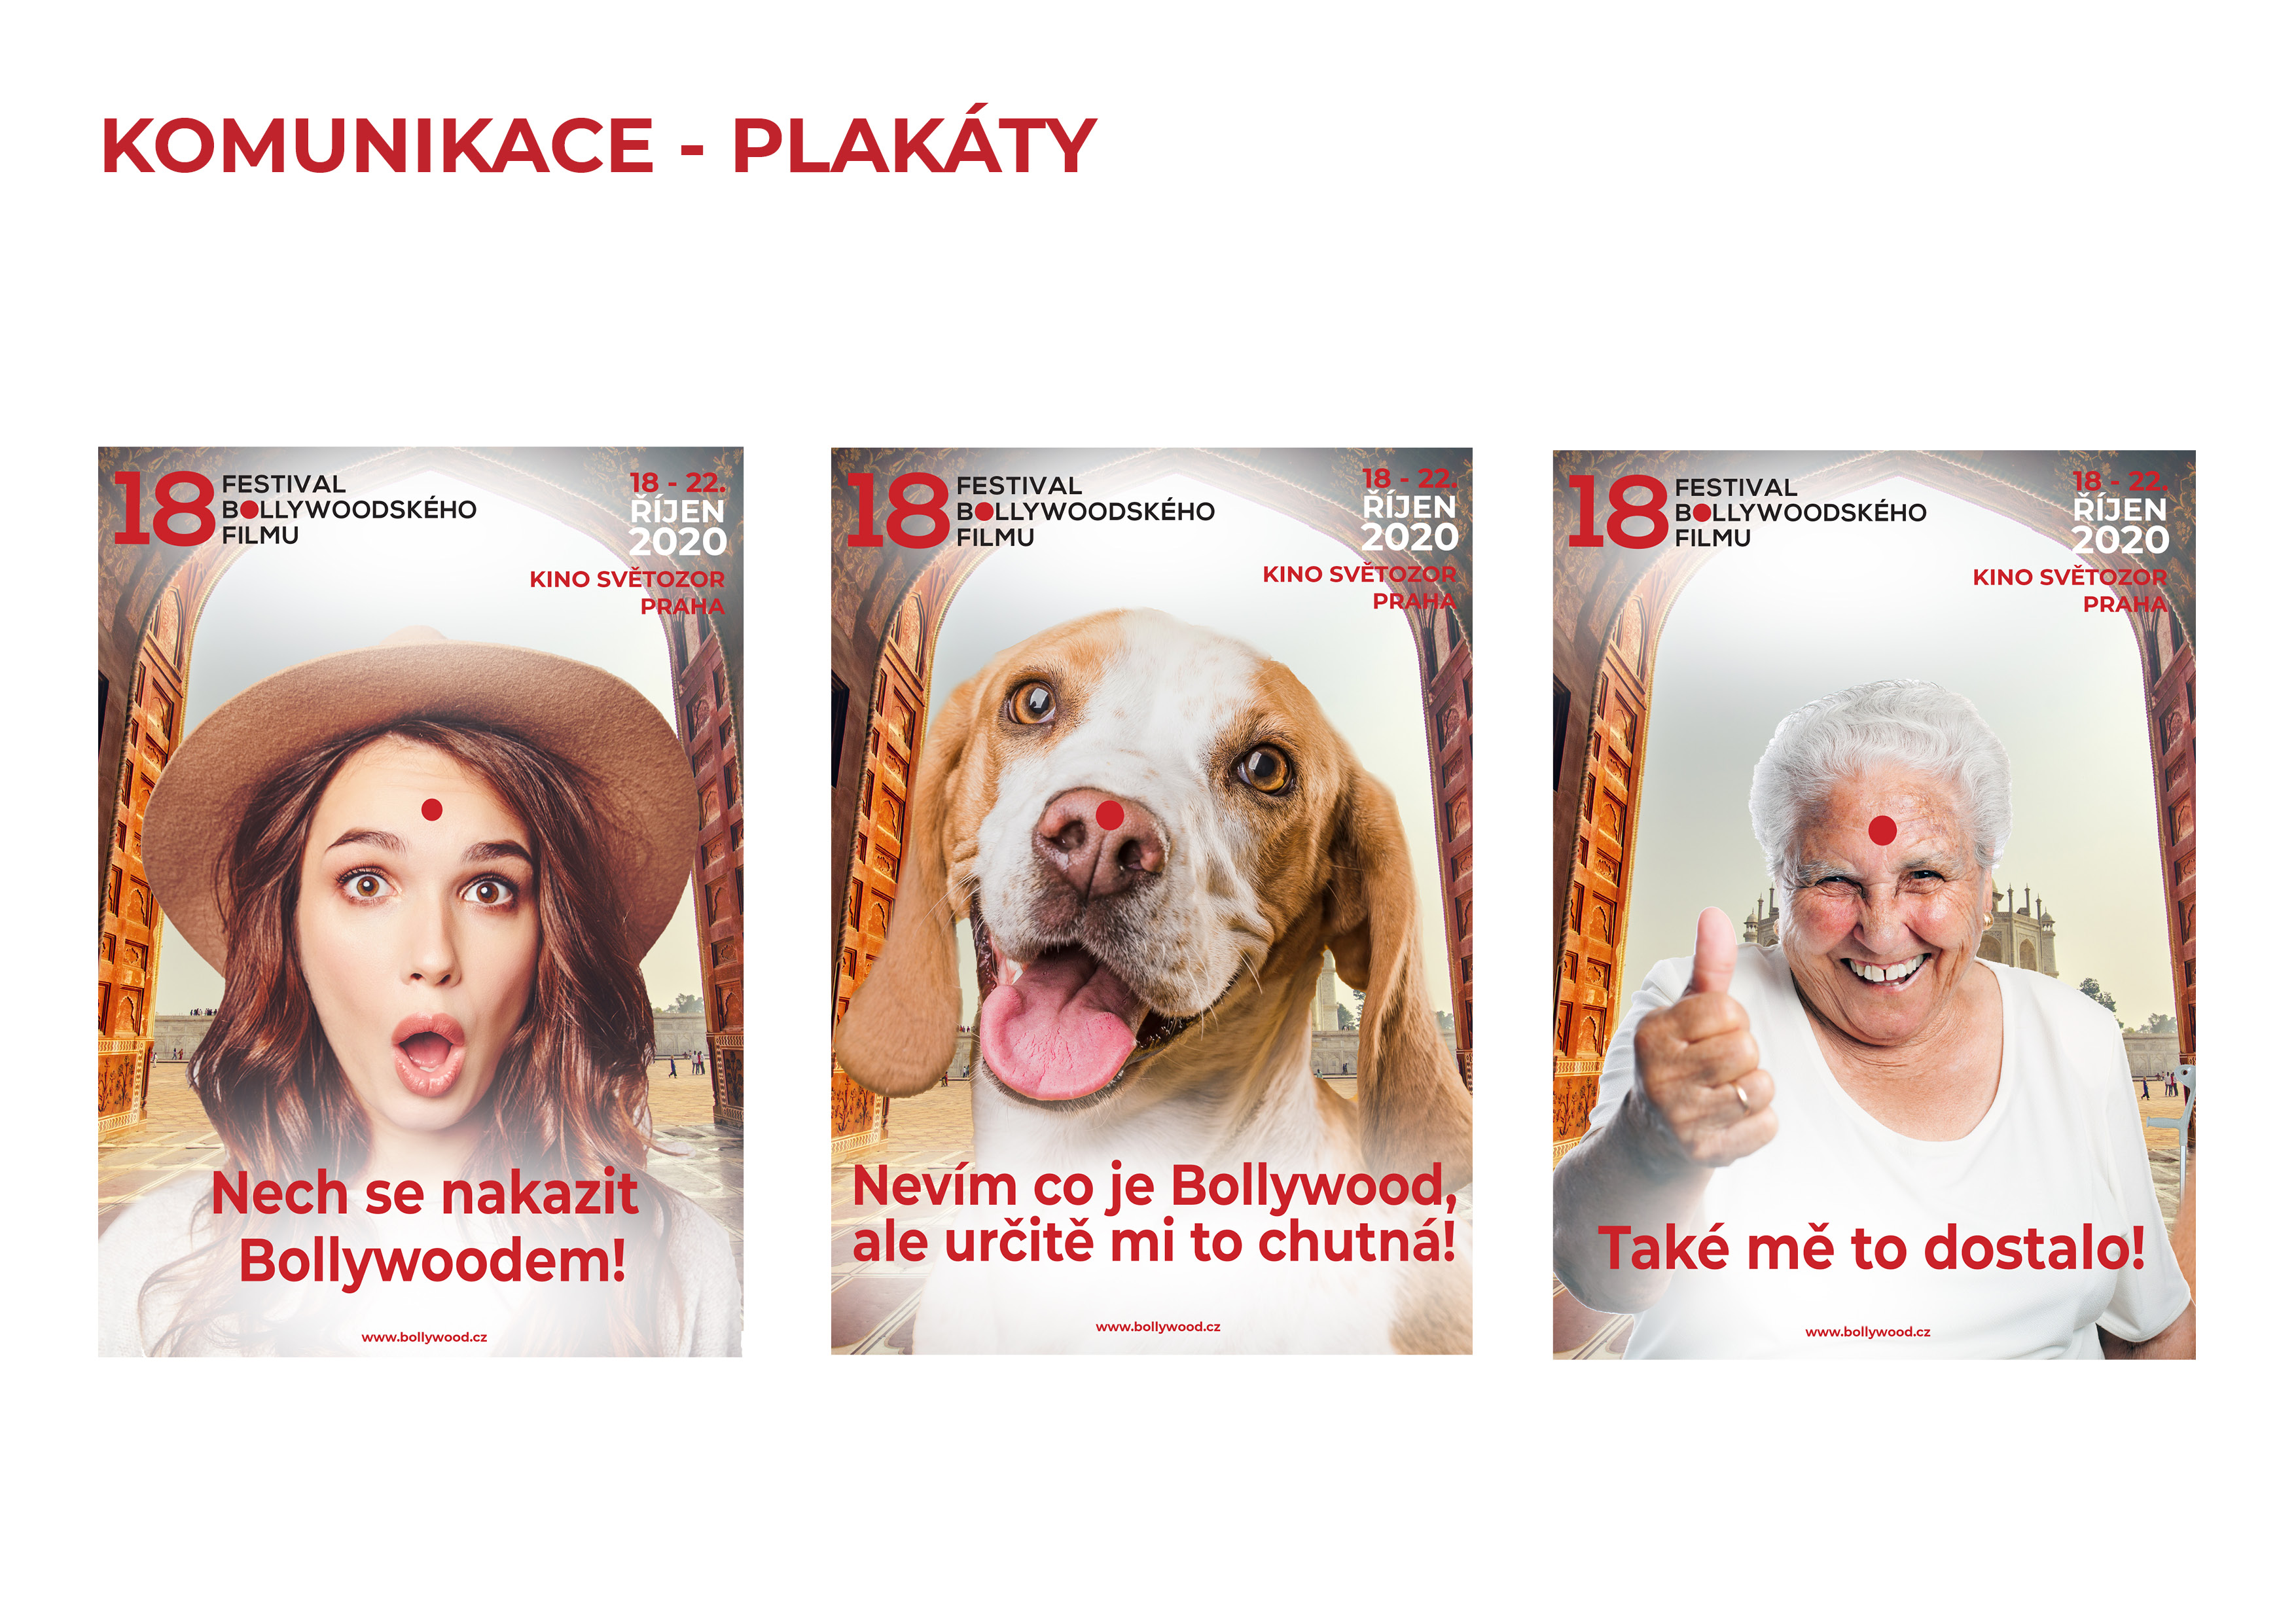 KOMUNIKACE - PLAKÁTY
18 FESTIVAL
BOLLYWOODSKÉHO
FILMU
18 - 22.
ŘÍJEN
2020
KINO SVĚTOZOR
PRAHA
Nech se nakazit
Bollywoodem!
www.bollywood.cz
18 FESTIVAL
BOLLYWOODSKÉHO
FILMU
18 - 22.
ŘÍJEN
2020
KINO SVĚTOZOR
PRAHA
Nevím co je Bollywood,
ale určitě mi to chutná!
www.bollywood.cz
18 FESTIVAL
BOLLYWOODSKÉHO
FILMU
18 - 22.
ŘÍJEN
2020
KINO SVĚTOZOR
PRAHA
Také mě to dostalo!
www.bollywood.cz